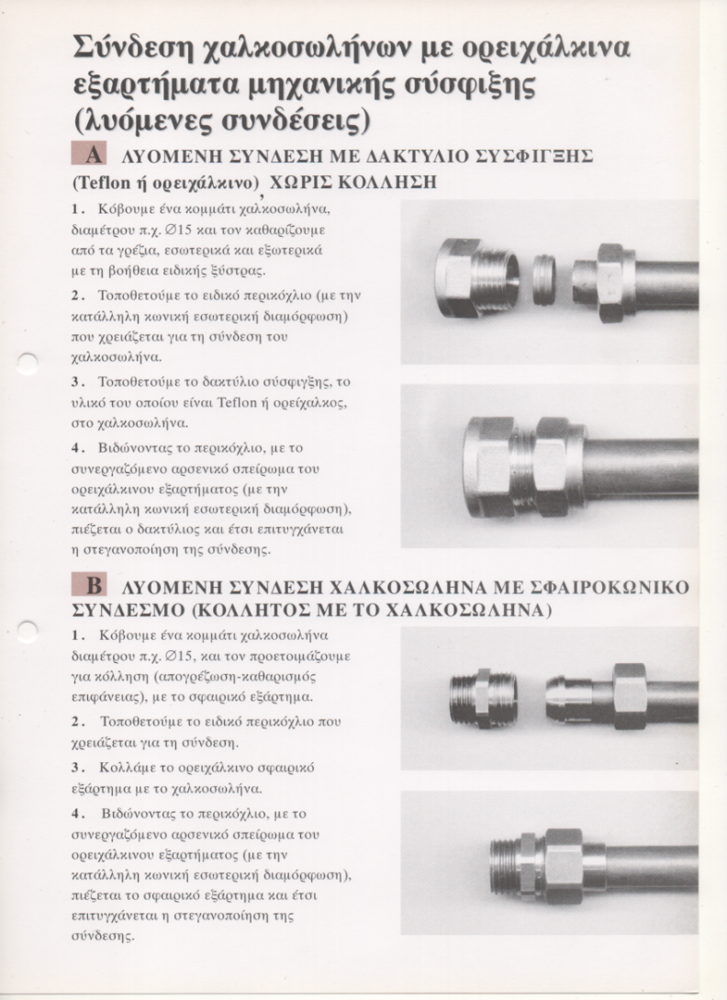 Σύνδεση χαλκοσωλήνων με ορειχάλκινα
εξαρτήματα μηχανικής σύσφιξης
(λυόμενες συνδέσεις)
Α ΛΥΟΜΕΝΗ ΣΥΝΔΕΣΗ ΜΕ ΔΑΚΤΥΛΙΟ ΣΥΣΦΙΓΞΗΣ
(Teflon ή ορειχάλκινο), ΧΩΡΙΣ ΚΟΛΛΗΣΗ
1. Κόβουμε ένα κομμάτι χαλκοσωλήνα,
διαμέτρου π.χ. Ø15 και τον καθαρίζουμε
από τα γρέζια, εσωτερικά και εξωτερικά
με τη βοήθεια ειδικής ξύστρας.
2. Τοποθετούμε το ειδικό περικόχλιο (με την
κατάλληλη κωνική εσωτερική διαμόρφωση)
που χρειάζεται για τη σύνδεση του
χαλκοσωλήνα.
3. Τοποθετούμε το δακτύλιο σύσφιγξης, το
υλικό του οποίου είναι Teflon ή ορείχαλκος,
στο χαλκοσωλήνα.
4. Βιδώνοντας το περικόχλιο, με το
συνεργαζόμενο αρσενικό σπείρωμα του
ορειχάλκινου εξαρτήματος (με την
κατάλληλη κωνική εσωτερική διαμόρφωση),
πιέζεται ο δακτύλιος και έτσι επιτυγχάνεται
η στεγανοποίηση της σύνδεσης.
Β ΛΥΟΜΕΝΗ ΣΥΝΔΕΣΗ ΧΑΛΚΟΣΩΛΗΝΑ ΜΕ ΣΦΑΙΡΟΚΩΝΙΚΟ
ΣΥΝΔΕΣΜΟ (ΚΟΛΛΗΤΟΣ ΜΕ ΤΟ ΧΑΛΚΟΣΩΛΗΝΑ)
1. Κόβουμε ένα κομμάτι χαλκοσωλήνα
διαμέτρου π.χ. Ø15, και τον προετοιμάζουμε
για κόλληση (απογρέζωση-καθαρισμός
επιφάνειας), με το σφαιρικό εξάρτημα.
2. Τοποθετούμε το ειδικό περικόχλιο που
χρειάζεται για τη σύνδεση.
3. Κολλάμε το ορειχάλκινο σφαιρικό
εξάρτημα με το χαλκοσωλήνα.
4. Βιδώνοντας το περικόχλιο, με το
συνεργαζόμενο αρσενικό σπείρωμα του
ορειχάλκινου εξαρτήματος (με την
κατάλληλη κωνική εσωτερική διαμόρφωση),
πιέζεται το σφαιρικό εξάρτημα και έτσι
επιτυγχάνεται η στεγανοποίηση της
σύνδεσης.